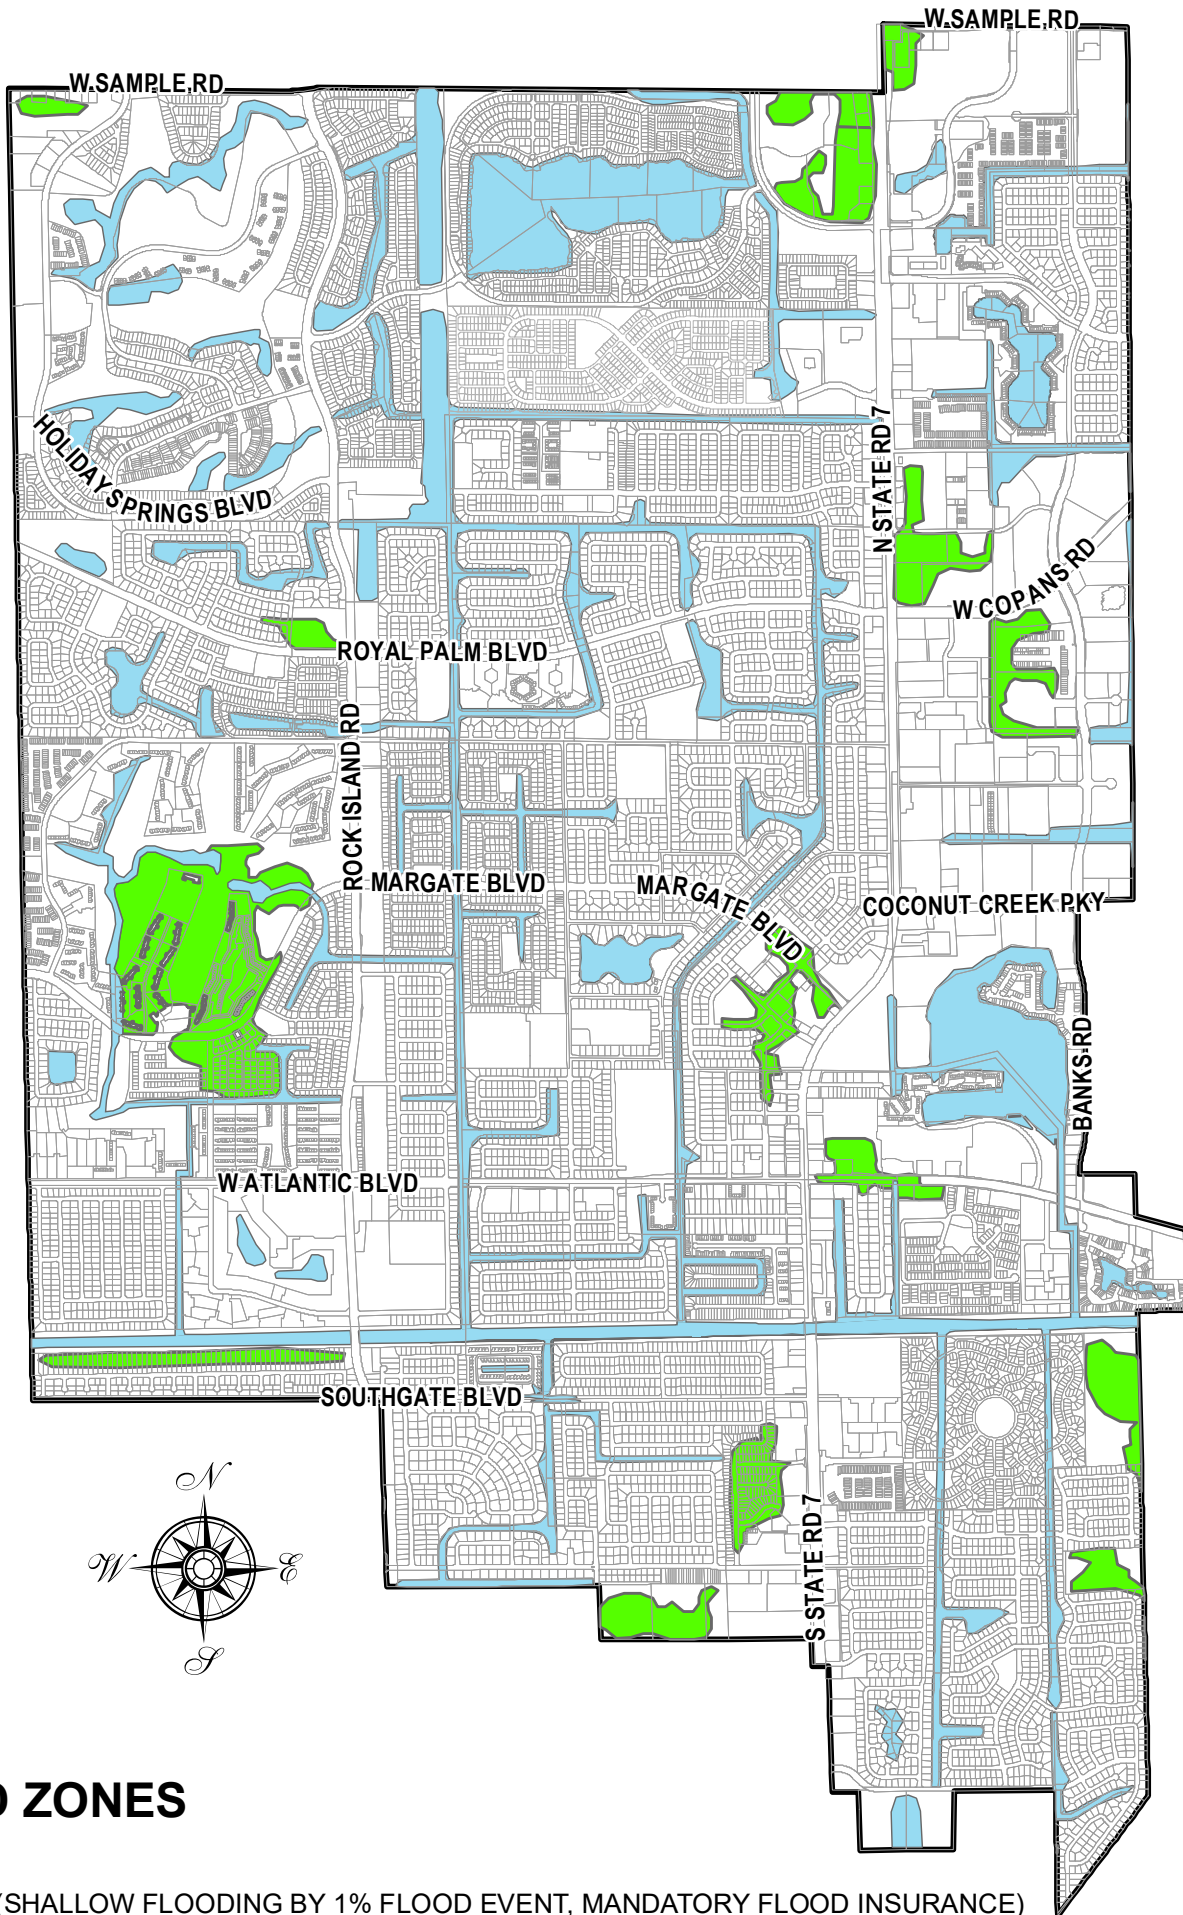 W SAMPLE RD
W SAMPLE RD
HOLIDAY SPRINGS BLVD
N STATE RD 7
W COPANS RD
ROYAL PALM BLVD
ROCK ISLAND RD
MARGATE BLVD
MARGATE BLVD
COCONUT CREEK PKY
BANKS RD
W ATLANTIC BLVD
SOUTHGATE BLVD
N
W
E
S
S STATE RD 7
ZONES
(SHALLOW FLOODING BY 1% FLOOD EVENT, MANDATORY FLOOD INSURANCE)